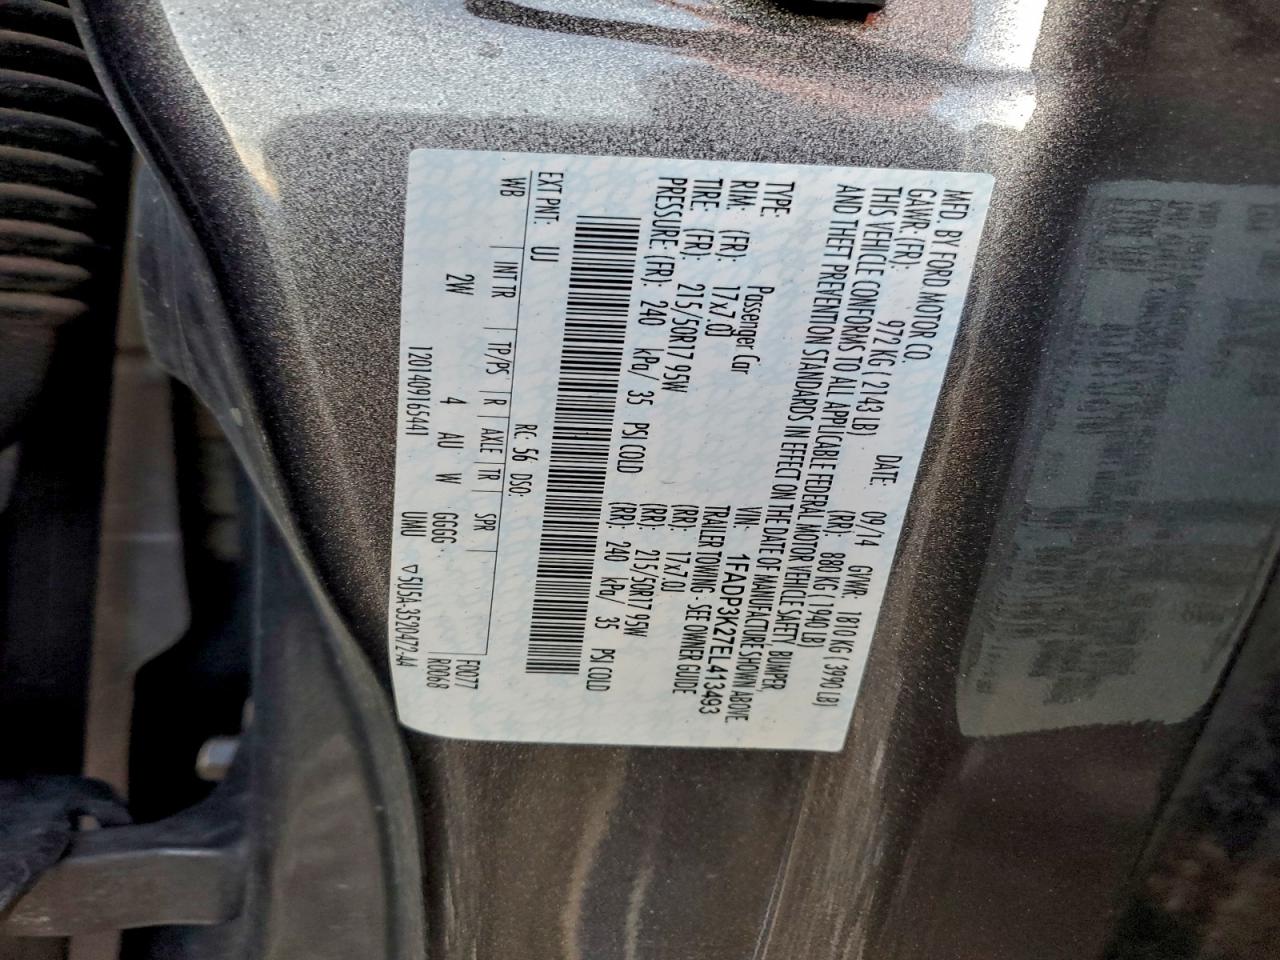 MFD. BY FORD MOTOR CO.
DATE: 09/14 GVWR: 1810 KG ( 3990 LB)
GAWR: (FR): 972 KG ( 2143 LB) (RR): 880 KG ( 1940 LB)
THIS VEHICLE CONFORMS TO ALL APPLICABLE FEDERAL MOTOR VEHICLE SAFETY BUMPER,
AND THEFT PREVENTION STANDARDS IN EFFECT ON THE DATE OF MANUFACTURE SHOWN ABOVE.
VIN: 1FADP3K27EL413493
TYPE: Passenger Car TRAILER TOWING - SEE OWNER GUIDE
RIM: (FR): 17x7.0J (RR): 17x7.0J
TIRE: (FR): 215/50R17 95W (RR): 215/50R17 95W
PRESSURE (FR): 240 kPa/ 35 PSI COLD (RR): 240 kPa/ 35 PSI COLD
EXT PNT: UJ RC: 56 DSO:
WB INT TR TP/PS R AXLE TR SPR F0077
2W 4 AU W GGGG R0068
1201409165441 UMU ▽5U5A-3520472-44